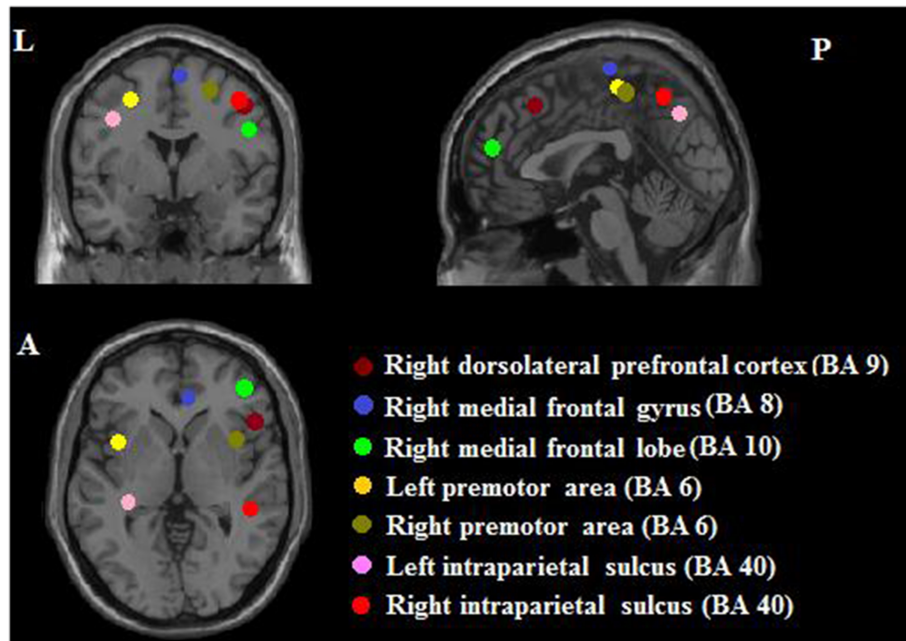 L
P
A
Right dorsolateral prefrontal cortex (BA 9)
Right medial frontal gyrus (BA 8)
Right medial frontal lobe (BA 10)
Left premotor area (BA 6)
Right premotor area (BA 6)
Left intraparietal sulcus (BA 40)
Right intraparietal sulcus (BA 40)